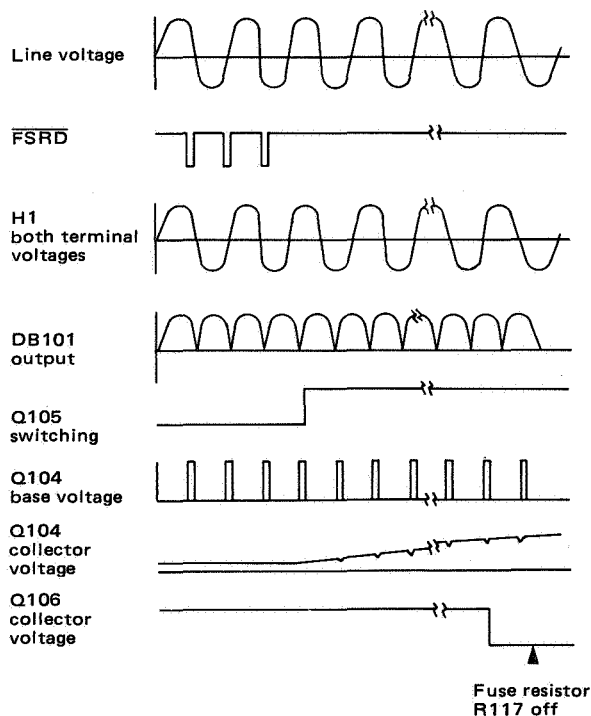 Line voltage
FSRD
H1
both terminal
voltages
DB101
output
Q105
switching
Q104
base voltage
Q104
collector
voltage
Q106
collector
voltage
Fuse resistor
R117 off